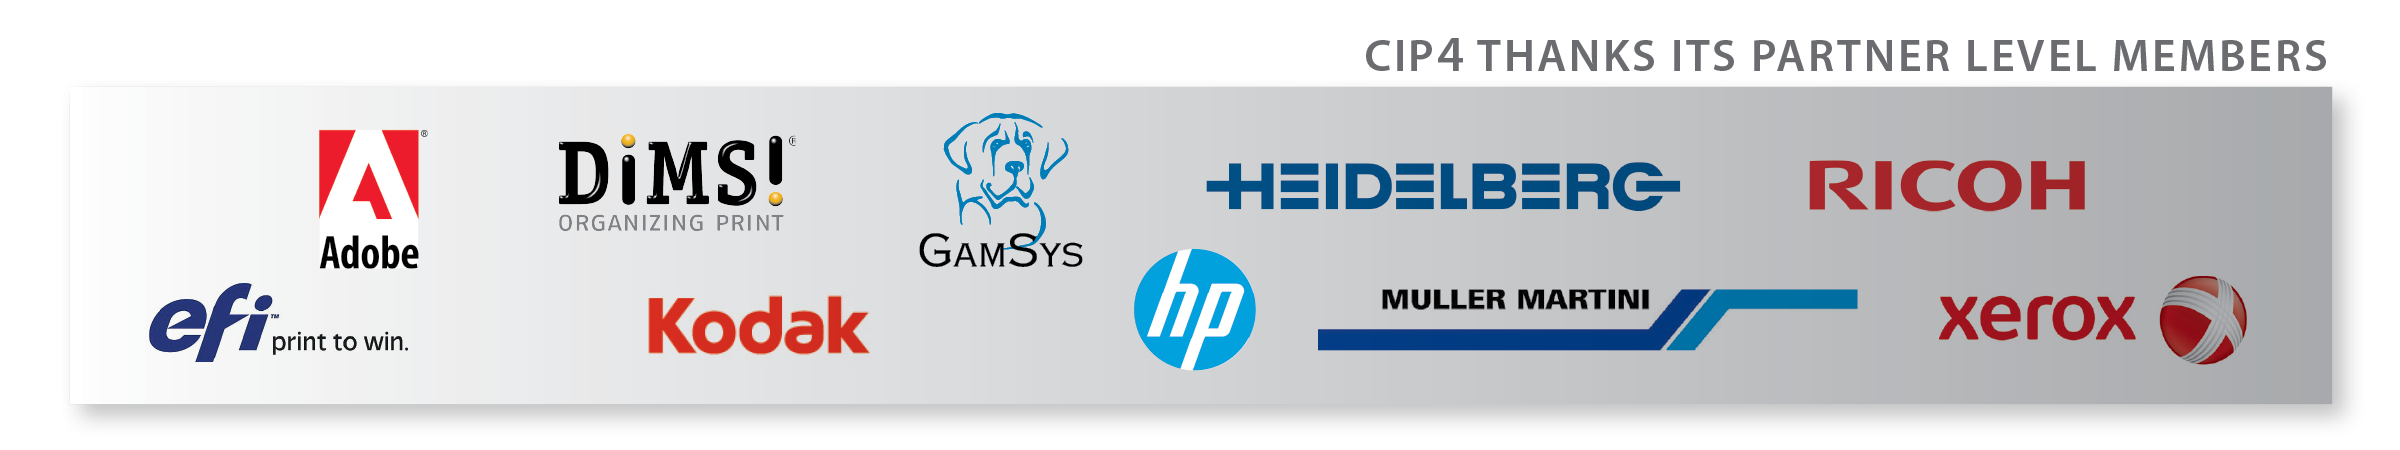 CIP4 THANKS ITS PARTNER LEVEL MEMBERS
Adobe®
DiMS!®
ORGANIZING PRINT
GAMSYS
HEIDELBERG
RICOH
efi™ print to win.
Kodak
hp
MULLER MARTINI
xerox